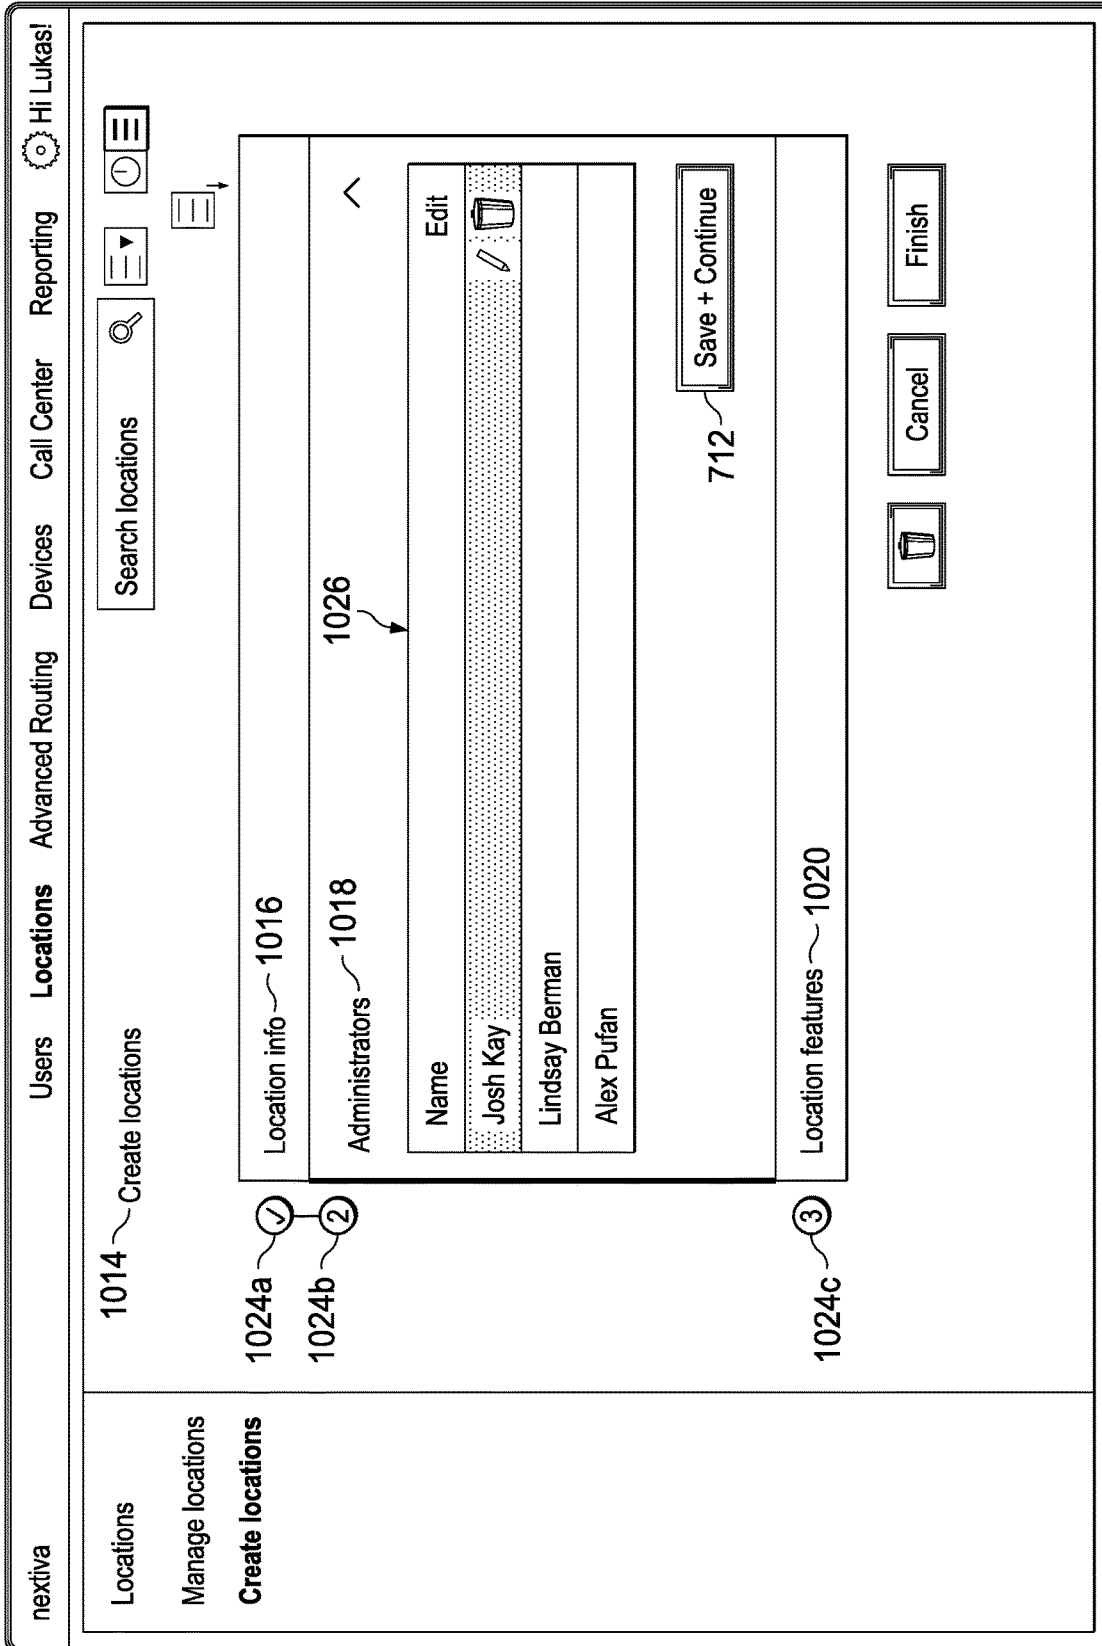 nextiva Users Locations Advanced Routing Devices Call Center Reporting Hi Lukas!
Locations
Manage locations
Create locations
1014 Create locations
Search locations
1024a Location info 1016
1024b 2 Administrators 1018
1026
Name Edit
Josh Kay
Lindsay Berman
Alex Pufan
712 Save + Continue
1024c 3 Location features 1020
Cancel Finish